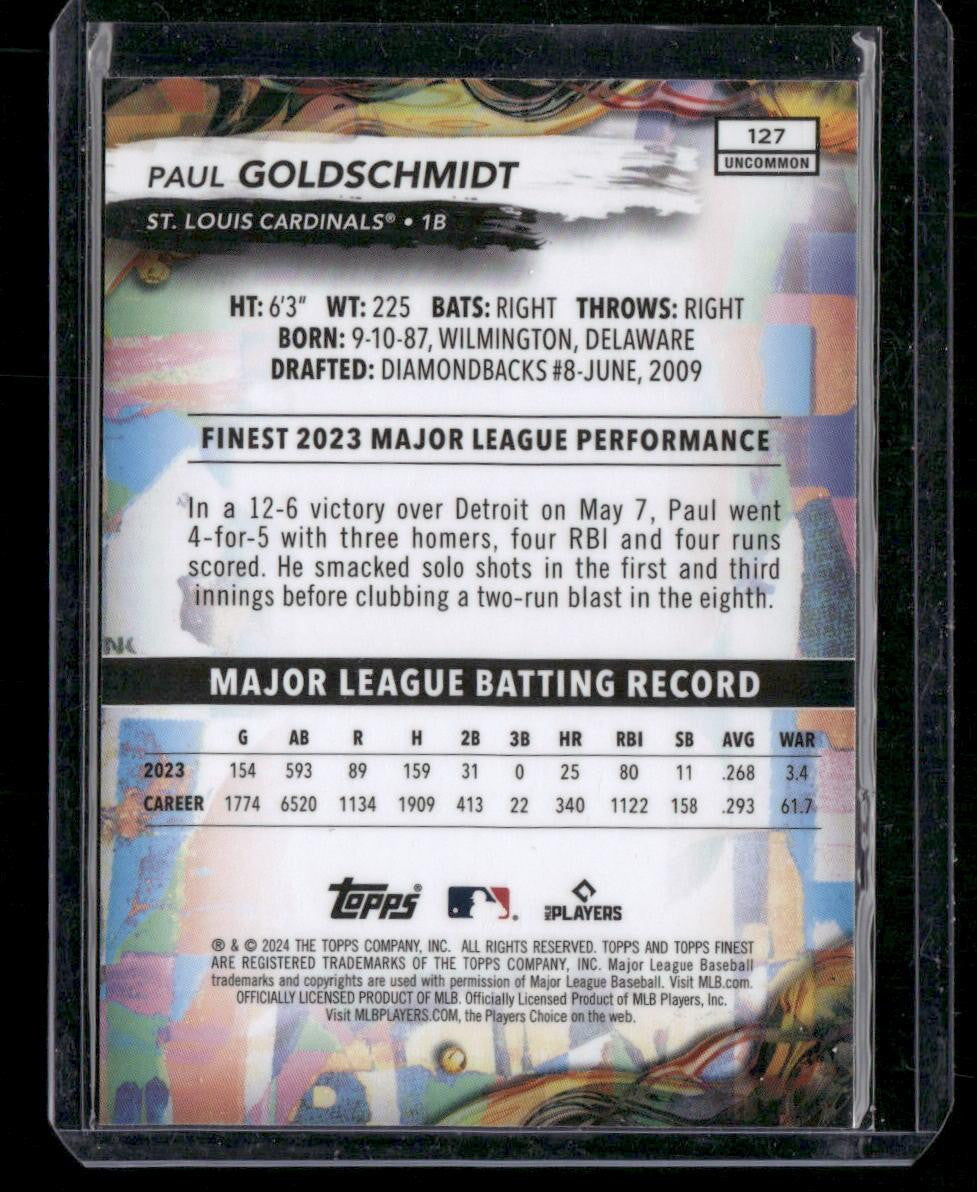 127
UNCOMMON
PAUL GOLDSCHMIDT
ST. LOUIS CARDINALS® • 1B
HT: 6'3" WT: 225 BATS: RIGHT THROWS: RIGHT
BORN: 9-10-87, WILMINGTON, DELAWARE
DRAFTED: DIAMONDBACKS #8-JUNE, 2009
FINEST 2023 MAJOR LEAGUE PERFORMANCE
In a 12-6 victory over Detroit on May 7, Paul went
4-for-5 with three homers, four RBI and four runs
scored. He smacked solo shots in the first and third
innings before clubbing a two-run blast in the eighth.
MAJOR LEAGUE BATTING RECORD
G AB R H 2B 3B HR RBI SB AVG WAR
2023 154 593 89 159 31 0 25 80 11 .268 3.4
CAREER 1774 6520 1134 1909 413 22 340 1122 158 .293 61.7
Topps® PLAYERS
® & © 2024 THE TOPPS COMPANY, INC. ALL RIGHTS RESERVED. TOPPS AND TOPPS FINEST
ARE REGISTERED TRADEMARKS OF THE TOPPS COMPANY, INC. Major League Baseball
trademarks and copyrights are used with permission of Major League Baseball. Visit MLB.com.
OFFICIALLY LICENSED PRODUCT OF MLB. Officially Licensed Product of MLB Players, Inc.
Visit MLBPLAYERS.COM, the Players Choice on the web.